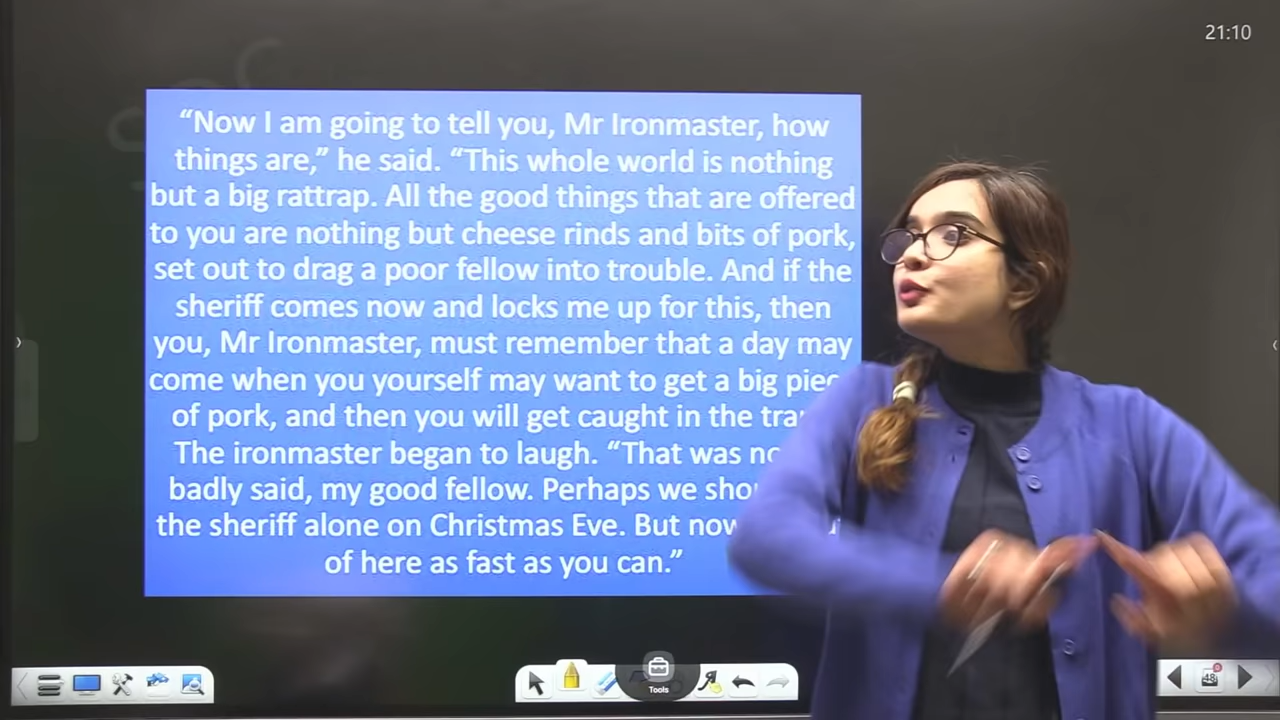 21:10
“Now I am going to tell you, Mr Ironmaster, how
things are,” he said. “This whole world is nothing
but a big rattrap. All the good things that are offered
to you are nothing but cheese rinds and bits of pork,
set out to drag a poor fellow into trouble. And if the
sheriff comes now and locks me up for this, then
you, Mr Ironmaster, must remember that a day may
come when you yourself may want to get a big
of pork, and then you will get caught in the
The ironmaster began to laugh. “That was
badly said, my good fellow. Perhaps we
the sheriff alone on Christmas Eve. But now
of here as fast as you can.”
Tools
48